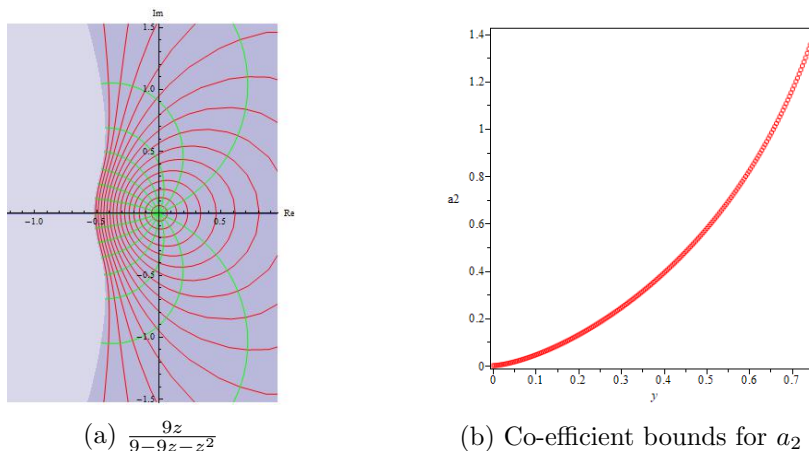 Im
1.5
1.0
0.5
-1.0
-0.5
0.5
Re
-0.5
-1.0
-1.5
(a) 9z / (9-9z-z²)
1.4
1.2
1
0.8
a2
0.6
0.4
0.2
0
0 0.1 0.2 0.3 0.4 0.5 0.6 0.7
y
(b) Co-efficient bounds for a₂